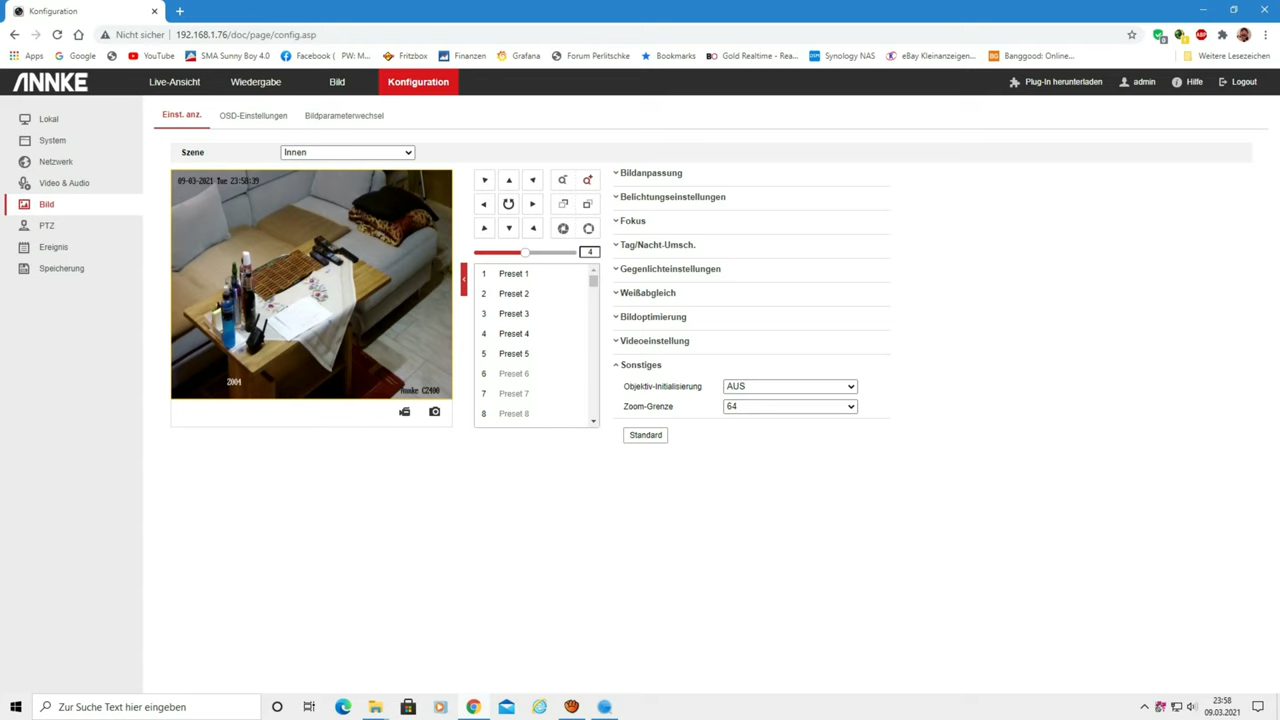 Konfiguration
Nicht sicher 192.168.1.76/doc/page/config.asp
Apps Google YouTube SMA Sunny Boy 4.0 Facebook ( PW: M... Fritzbox Finanzen Grafana Forum Perlitschke Bookmarks Gold Realtime - Rea... Synology NAS eBay Kleinanzeigen,... Banggood: Online... Weitere Lesezeichen
ANNKE Live-Ansicht Wiedergabe Bild Konfiguration Plug-In herunterladen admin Hilfe Logout
Lokal
System
Netzwerk
Video & Audio
Bild
PTZ
Ereignis
Speicherung
Einst. anz. OSD-Einstellungen Bildparameterwechsel
Szene Innen
09-03-2021 Tue 23:58:39
2004
Annke C2400
4
1 Preset 1
2 Preset 2
3 Preset 3
4 Preset 4
5 Preset 5
6 Preset 6
7 Preset 7
8 Preset 8
Bildanpassung
Belichtungseinstellungen
Fokus
Tag/Nacht-Umsch.
Gegenlichteinstellungen
Weißabgleich
Bildoptimierung
Videoeinstellung
Sonstiges
Objektiv-Initialisierung AUS
Zoom-Grenze 64
Standard
Zur Suche Text hier eingeben
23:58
09.03.2021